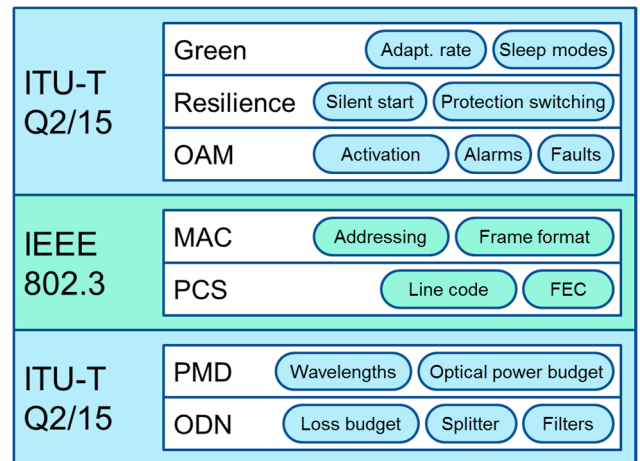 ITU-T
Q2/15
Green
Adapt. rate
Sleep modes
Resilience
Silent start
Protection switching
OAM
Activation
Alarms
Faults
IEEE
802.3
MAC
Addressing
Frame format
PCS
Line code
FEC
ITU-T
Q2/15
PMD
Wavelengths
Optical power budget
ODN
Loss budget
Splitter
Filters